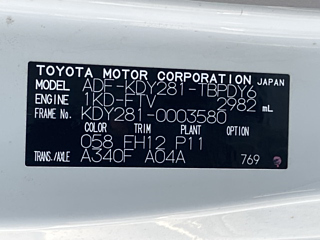 TOYOTA MOTOR CORPORATION JAPAN
MODEL ADF-KDY281-TBPDY6
ENGINE 1KD-FTV 2982 mL
FRAME No. KDY281-0003580
COLOR TRIM PLANT OPTION
058 FH12 P11
TRANS/AXLE A340F A04A 769